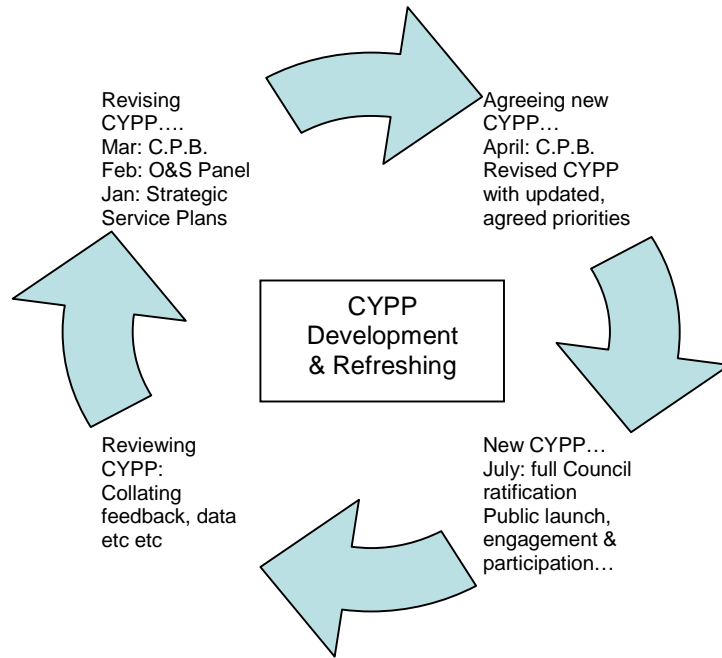 Revising
CYPP....
Mar: C.P.B.
Feb: O&S Panel
Jan: Strategic
Service Plans
Agreeing new
CYPP…
April: C.P.B.
Revised CYPP
with updated,
agreed priorities
CYPP
Development
& Refreshing
Reviewing
CYPP:
Collating
feedback, data
etc etc
New CYPP…
July: full Council
ratification
Public launch,
engagement &
participation…